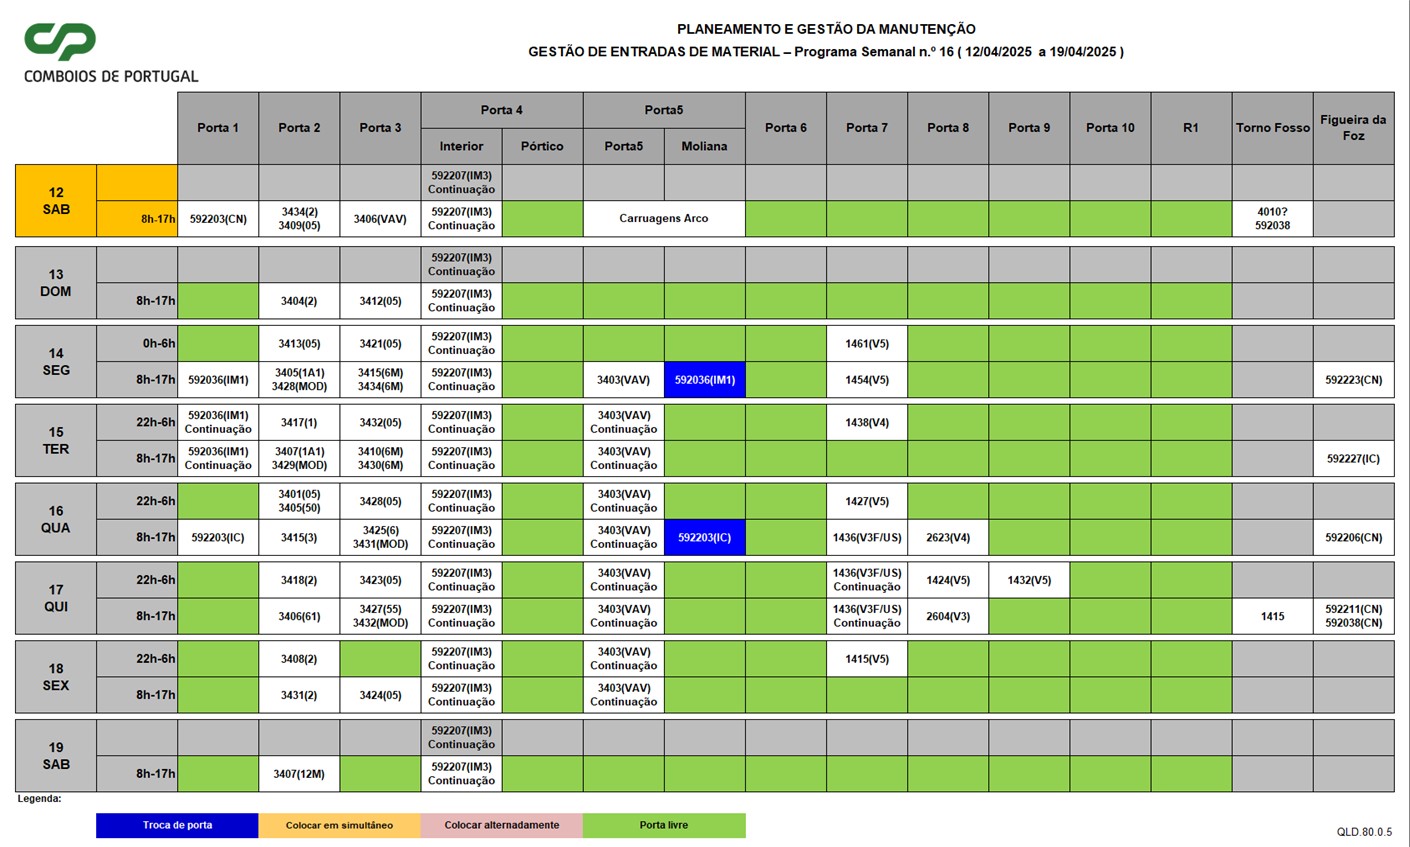 CP
COMBOIOS DE PORTUGAL
PLANEAMENTO E GESTÃO DA MANUTENÇÃO
GESTÃO DE ENTRADAS DE MATERIAL – Programa Semanal n.º 16 ( 12/04/2025 a 19/04/2025 )
Porta 1 Porta 2 Porta 3 Porta 4 Porta5 Porta 6 Porta 7 Porta 8 Porta 9 Porta 10 R1 Torno Fosso Figueira da
Foz
Interior Pórtico Porta5 Moliana
12
SAB
592207(IM3)
Continuação
8h-17h 592203(CN) 3434(2) 3406(VAV) 592207(IM3) Carruagens Arco 4010?
3409(05) Continuação 592038
13
DOM
592207(IM3)
Continuação
8h-17h 3404(2) 3412(05) 592207(IM3)
Continuação
14
SEG
0h-6h 3413(05) 3421(05) 592207(IM3) 1461(V5)
Continuação
8h-17h 592036(IM1) 3405(1A1) 3415(6M) 592207(IM3) 3403(VAV) 592036(IM1) 1454(V5) 592223(CN)
3428(MOD) 3434(6M) Continuação
15
TER
22h-6h 592036(IM1) 3417(1) 3432(05) 592207(IM3) 3403(VAV) 1438(V4)
Continuação Continuação Continuação
8h-17h 592036(IM1) 3407(1A1) 3410(6M) 592207(IM3) 3403(VAV) 592227(IC)
Continuação 3429(MOD) 3430(6M) Continuação Continuação
16
QUA
22h-6h 3401(05) 3428(05) 592207(IM3) 3403(VAV) 1427(V5)
3405(50) Continuação Continuação
8h-17h 592203(IC) 3415(3) 3425(6) 592207(IM3) 3403(VAV) 592203(IC) 1436(V3F/US) 2623(V4) 592206(CN)
3431(MOD) Continuação Continuação
17
QUI
22h-6h 3418(2) 3423(05) 592207(IM3) 3403(VAV) 1436(V3F/US) 1424(V5) 1432(V5)
Continuação Continuação Continuação
8h-17h 3406(61) 3427(55) 592207(IM3) 3403(VAV) 1436(V3F/US) 2604(V3) 1415 592211(CN)
3432(MOD) Continuação Continuação Continuação 592038(CN)
18
SEX
22h-6h 3408(2) 592207(IM3) 3403(VAV) 1415(V5)
Continuação Continuação
8h-17h 3431(2) 3424(05) 592207(IM3) 3403(VAV)
Continuação Continuação
19
SAB
592207(IM3)
Continuação
8h-17h 3407(12M) 592207(IM3)
Continuação
Legenda:
Troca de porta Colocar em simultáneo Colocar alternadamente Porta livre
QLD.80.0.5